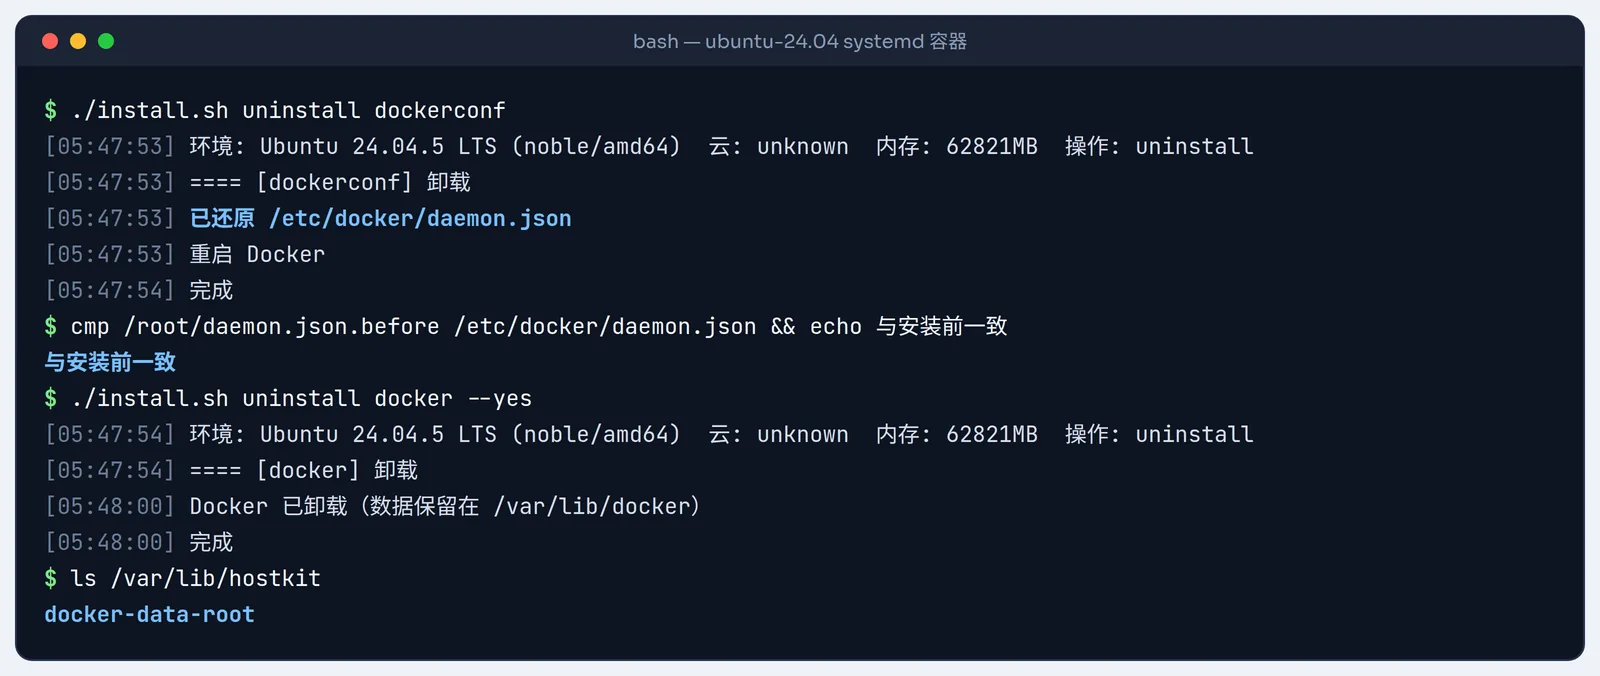 bash — ubuntu-24.04 systemd 容器
$ ./install.sh uninstall dockerconf
[05:47:53] 环境: Ubuntu 24.04.5 LTS (noble/amd64)  云: unknown  内存: 62821MB  操作: uninstall
[05:47:53] ==== [dockerconf] 卸载
[05:47:53] 已还原 /etc/docker/daemon.json
[05:47:53] 重启 Docker
[05:47:54] 完成
$ cmp /root/daemon.json.before /etc/docker/daemon.json && echo 与安装前一致
与安装前一致
$ ./install.sh uninstall docker --yes
[05:47:54] 环境: Ubuntu 24.04.5 LTS (noble/amd64)  云: unknown  内存: 62821MB  操作: uninstall
[05:47:54] ==== [docker] 卸载
[05:48:00] Docker 已卸载（数据保留在 /var/lib/docker）
[05:48:00] 完成
$ ls /var/lib/hostkit
docker-data-root